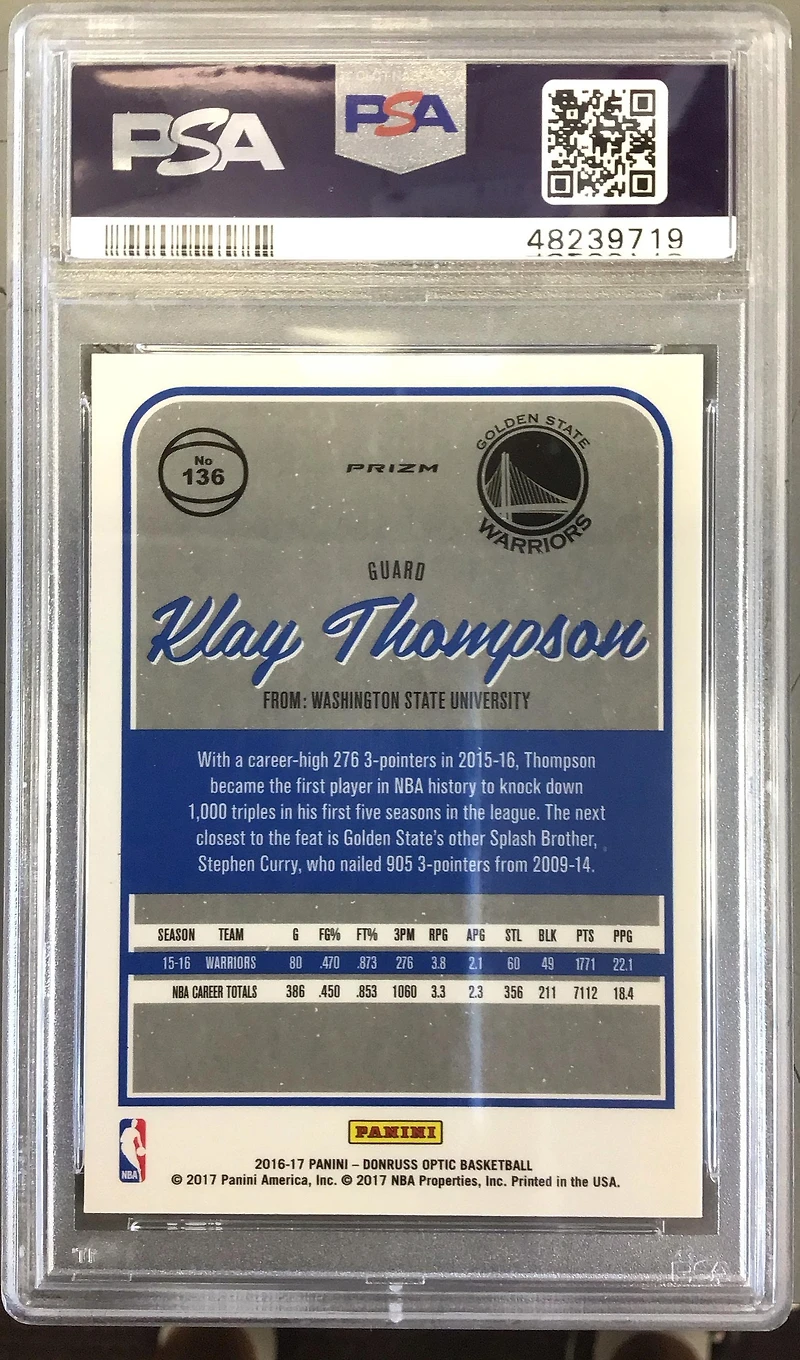 PSA
PSA
48239719
No
136
PRIZM
GOLDEN STATE
WARRIORS
GUARD
Klay Thompson
FROM: WASHINGTON STATE UNIVERSITY
With a career-high 276 3-pointers in 2015-16, Thompson
became the first player in NBA history to knock down
1,000 triples in his first five seasons in the league. The next
closest to the feat is Golden State's other Splash Brother,
Stephen Curry, who nailed 905 3-pointers from 2009-14.
SEASON TEAM G FG% FT% 3PM RPG APG STL BLK PTS PPG
15-16 WARRIORS 80 .470 .873 276 3.8 2.1 60 49 1771 22.1
NBA CAREER TOTALS 386 .450 .853 1060 3.3 2.3 356 211 7112 18.4
PANINI
NBA
2016-17 PANINI – DONRUSS OPTIC BASKETBALL
© 2017 Panini America, Inc. © 2017 NBA Properties, Inc. Printed in the USA.
PSA